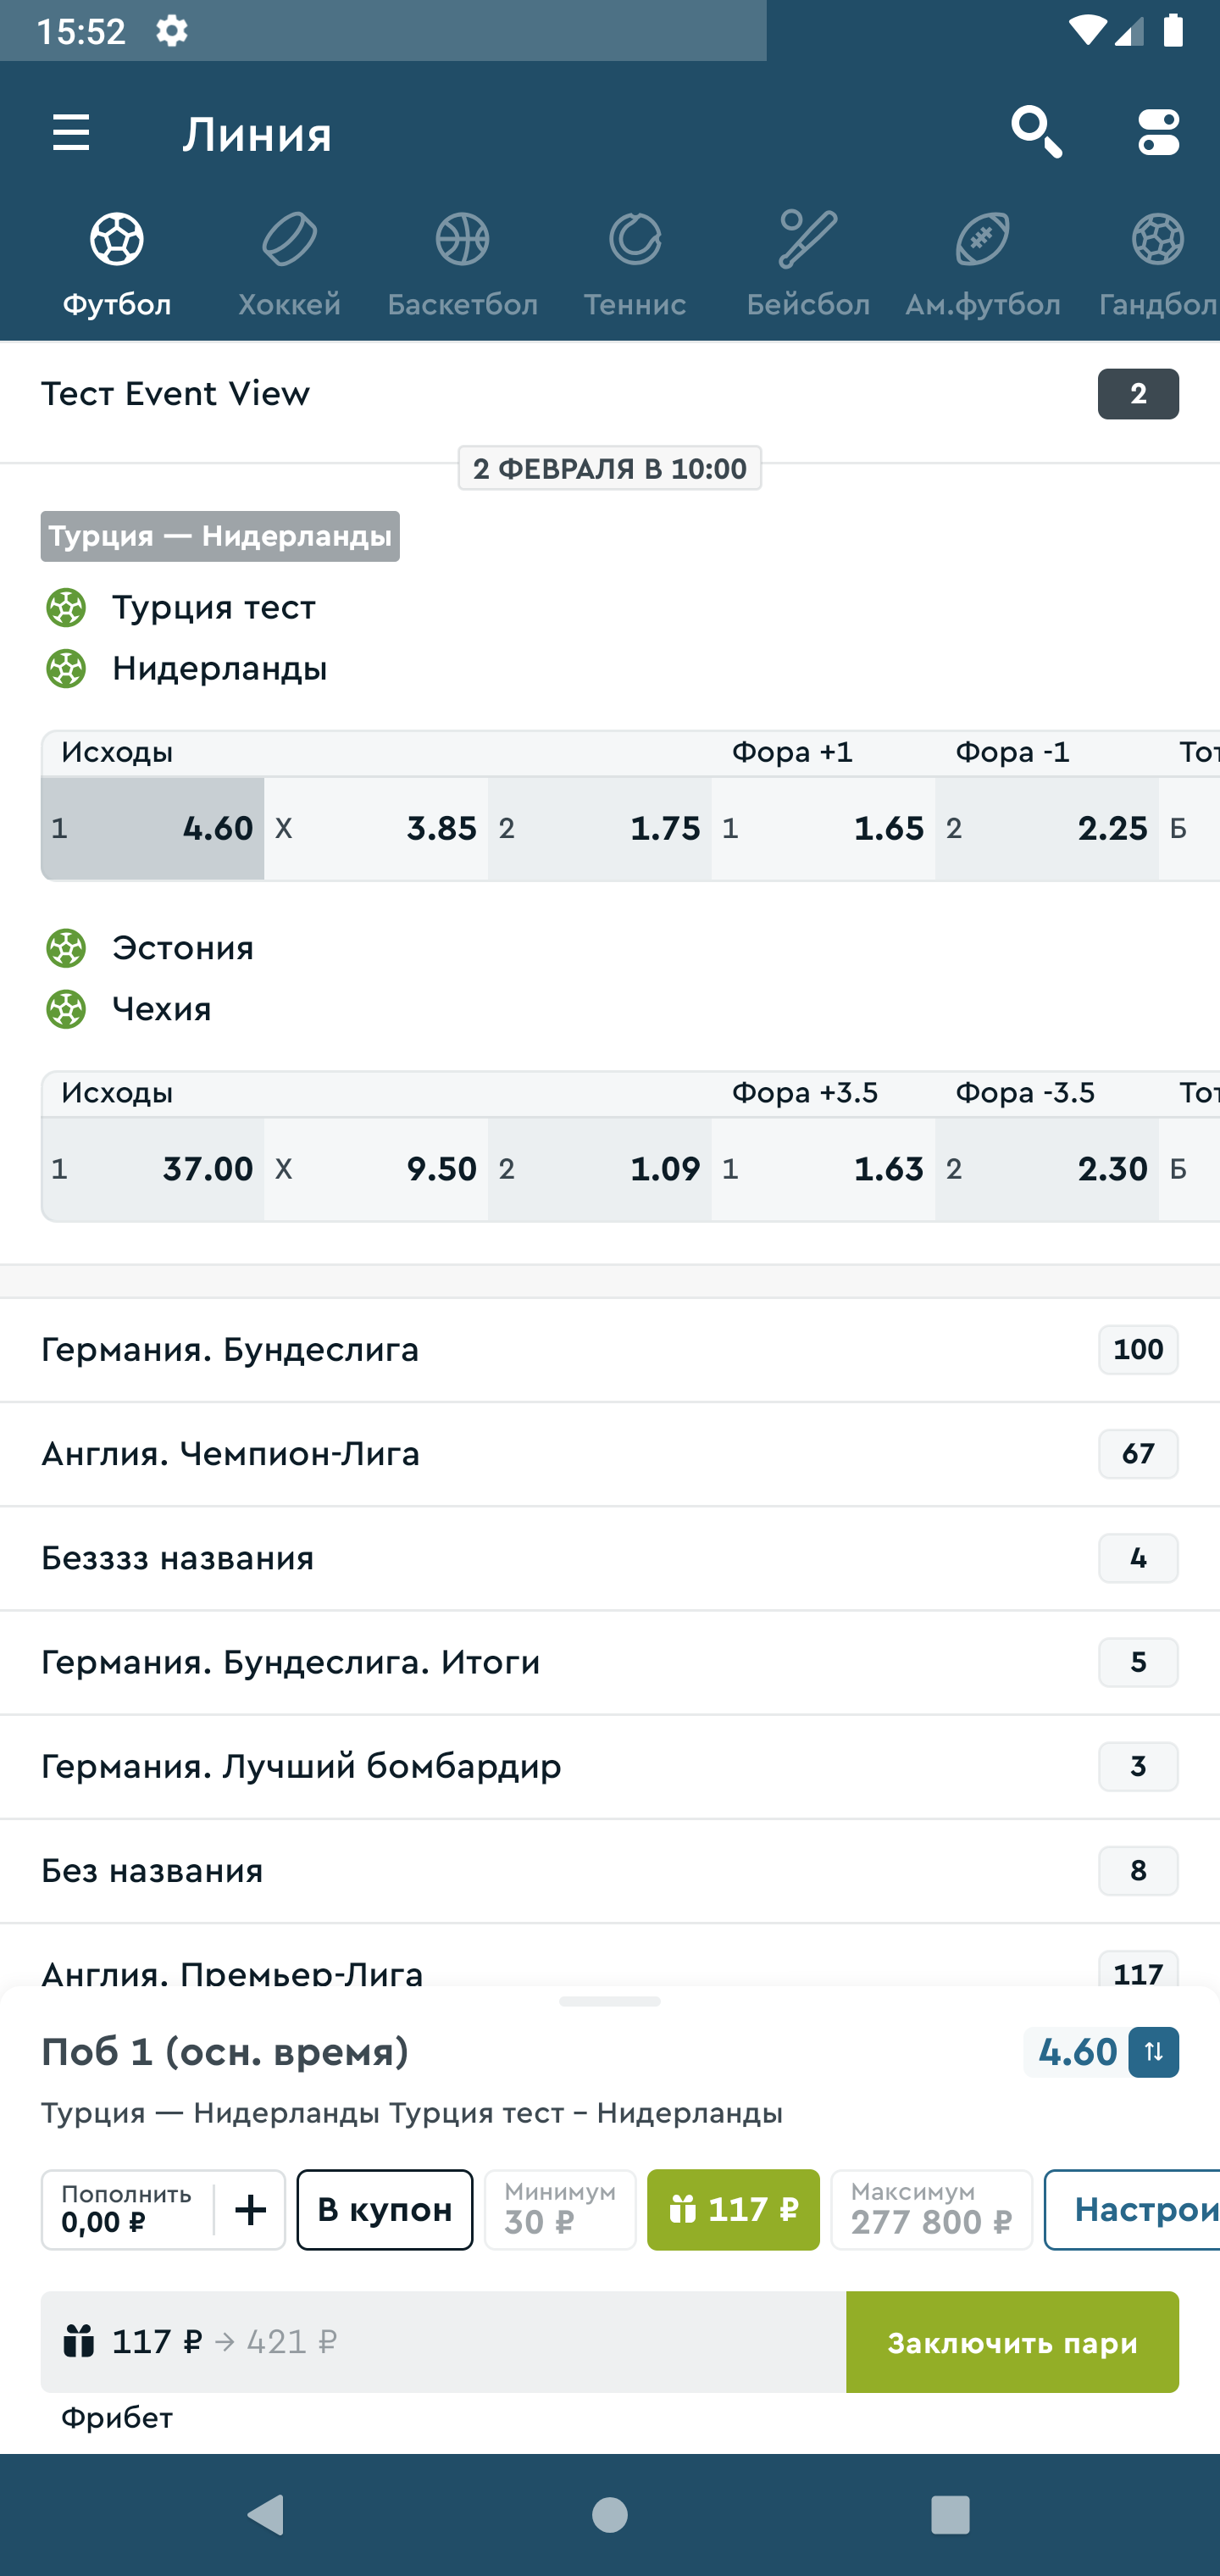 15:52
Линия
Футбол Хоккей Баскетбол Теннис Бейсбол Ам.футбол Гандбол
Тест Event View 2
2 ФЕВРАЛЯ В 10:00
Турция — Нидерланды
Турция тест
Нидерланды
Исходы Фора +1 Фора -1 Тот
1 4.60 X 3.85 2 1.75 1 1.65 2 2.25 Б
Эстония
Чехия
Исходы Фора +3.5 Фора -3.5 Тот
1 37.00 X 9.50 2 1.09 1 1.63 2 2.30 Б
Германия. Бундеслига 100
Англия. Чемпион-Лига 67
Безззз названия 4
Германия. Бундеслига. Итоги 5
Германия. Лучший бомбардир 3
Без названия 8
Англия. Премьер-Лига 117
Поб 1 (осн. время) 4.60
Турция — Нидерланды Турция тест – Нидерланды
Пополнить
0,00 ₽
В купон
Минимум
30 ₽
117 ₽
Максимум
277 800 ₽
Настрои
117 ₽ → 421 ₽
Заключить пари
Фрибет